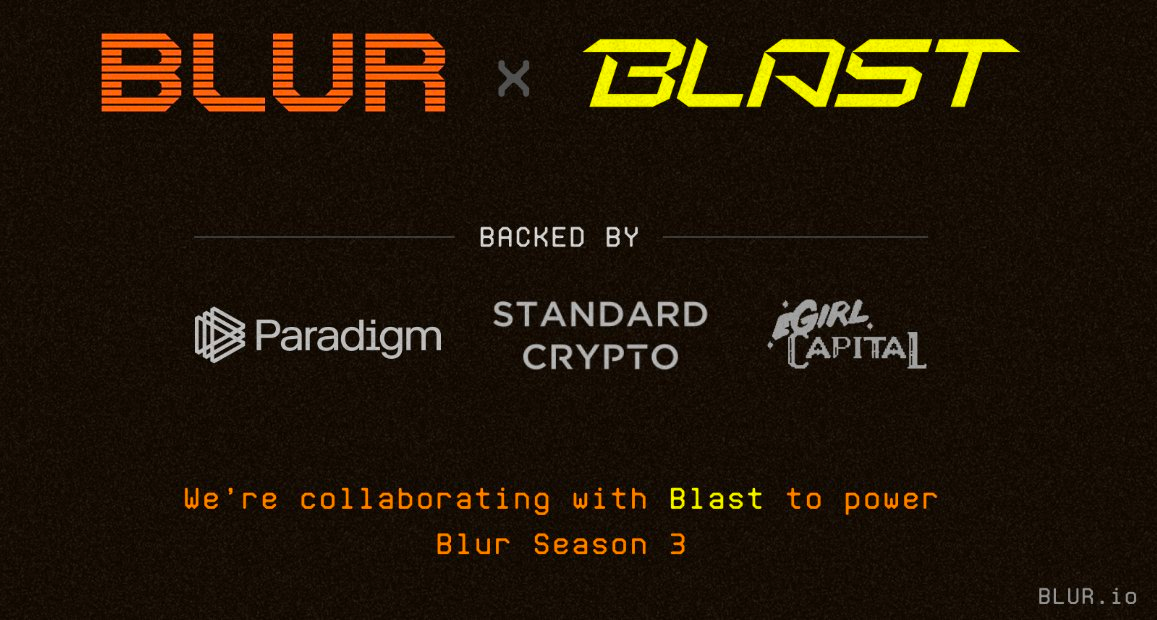 BLUR x BLAST
BACKED BY
Paradigm
STANDARD
CRYPTO
EGIRL
CAPITAL
We're collaborating with Blast to power
Blur Season 3
BLUR.io